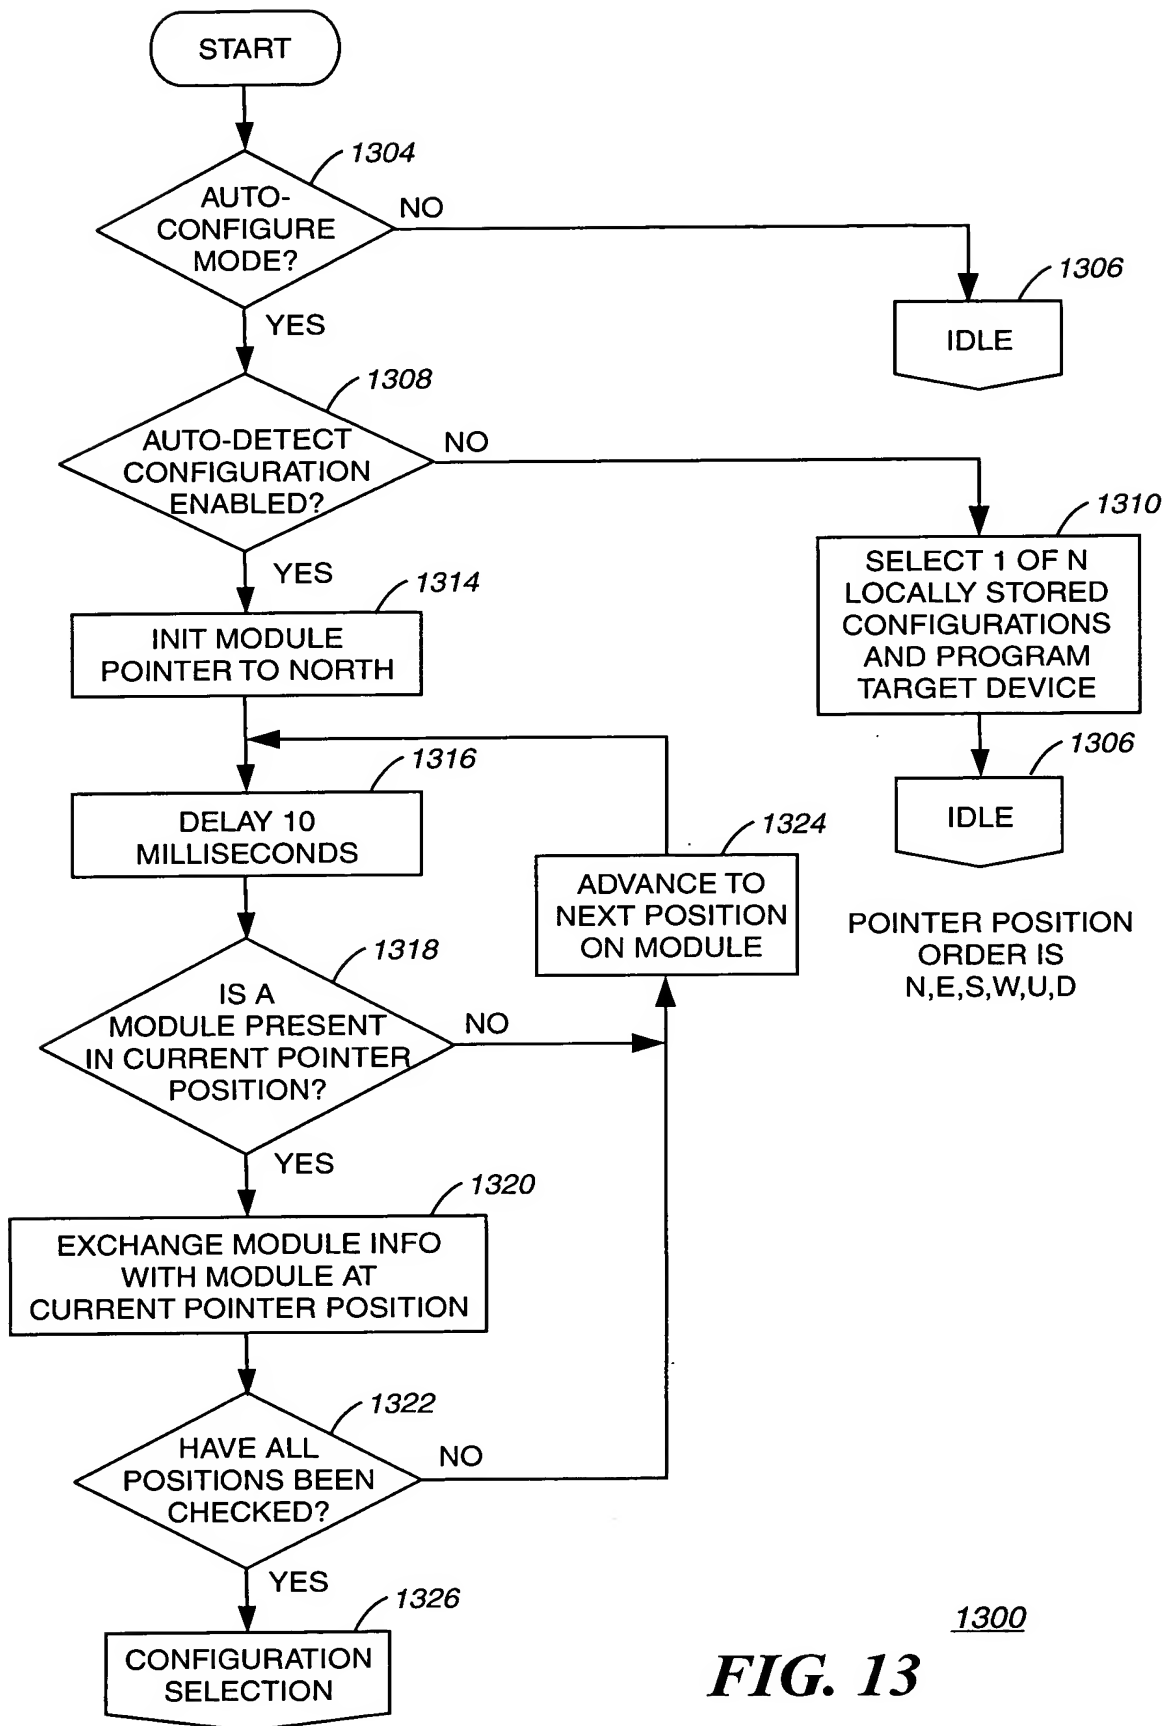 START
1304
AUTO-
CONFIGURE
MODE?
NO
1306
IDLE
YES
1308
AUTO-DETECT
CONFIGURATION
ENABLED?
NO
1310
SELECT 1 OF N
LOCALLY STORED
CONFIGURATIONS
AND PROGRAM
TARGET DEVICE
YES
1314
INIT MODULE
POINTER TO NORTH
1306
IDLE
1316
DELAY 10
MILLISECONDS
1324
ADVANCE TO
NEXT POSITION
ON MODULE
POINTER POSITION
ORDER IS
N,E,S,W,U,D
1318
IS A
MODULE PRESENT
IN CURRENT POINTER
POSITION?
NO
YES
1320
EXCHANGE MODULE INFO
WITH MODULE AT
CURRENT POINTER POSITION
1322
HAVE ALL
POSITIONS BEEN
CHECKED?
NO
YES
1326
CONFIGURATION
SELECTION
1300
FIG. 13